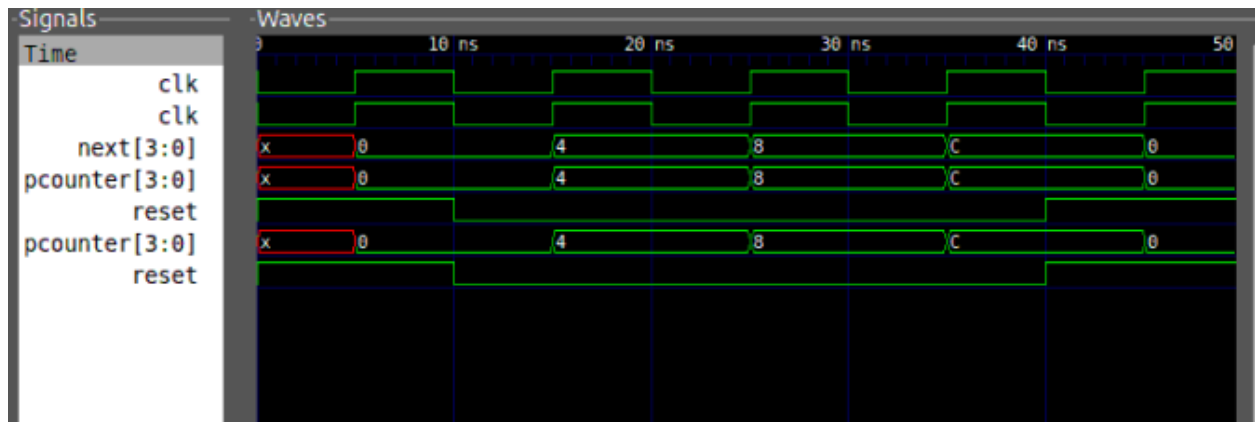 Signals Waves
Time 0 10 ns 20 ns 30 ns 40 ns 50
clk
clk
next[3:0] x 0 4 8 C 0
pcounter[3:0] x 0 4 8 C 0
reset
pcounter[3:0] x 0 4 8 C 0
reset